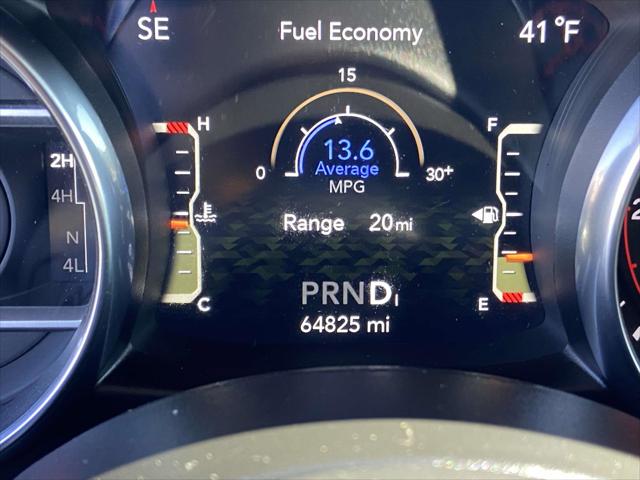 SE Fuel Economy 41°F
15
H F
2H 13.6
Average
0 MPG 30+
4H
Range 20 mi
N
4L
PRND
C E
64825 mi
2